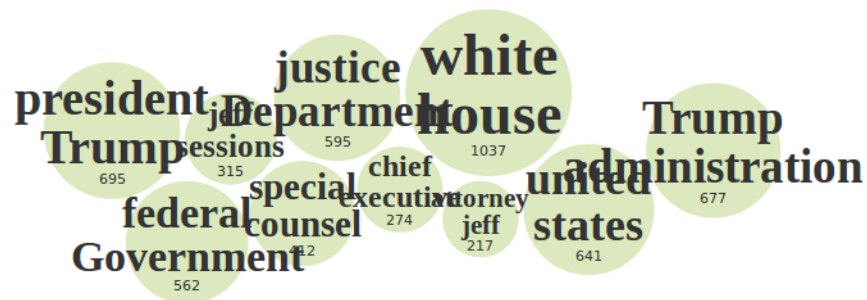 white
house
1037
justice
Department
595
president
Trump
695
jeff
sessions
315
Trump
administration
677
chief
executive
274
special
counsel
412
attorney
jeff
217
united
states
641
federal
Government
562